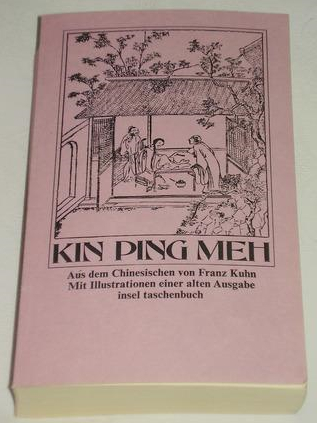 KIN PING MEH
Aus dem Chinesischen von Franz Kuhn
Mit Illustrationen einer alten Ausgabe
insel taschenbuch